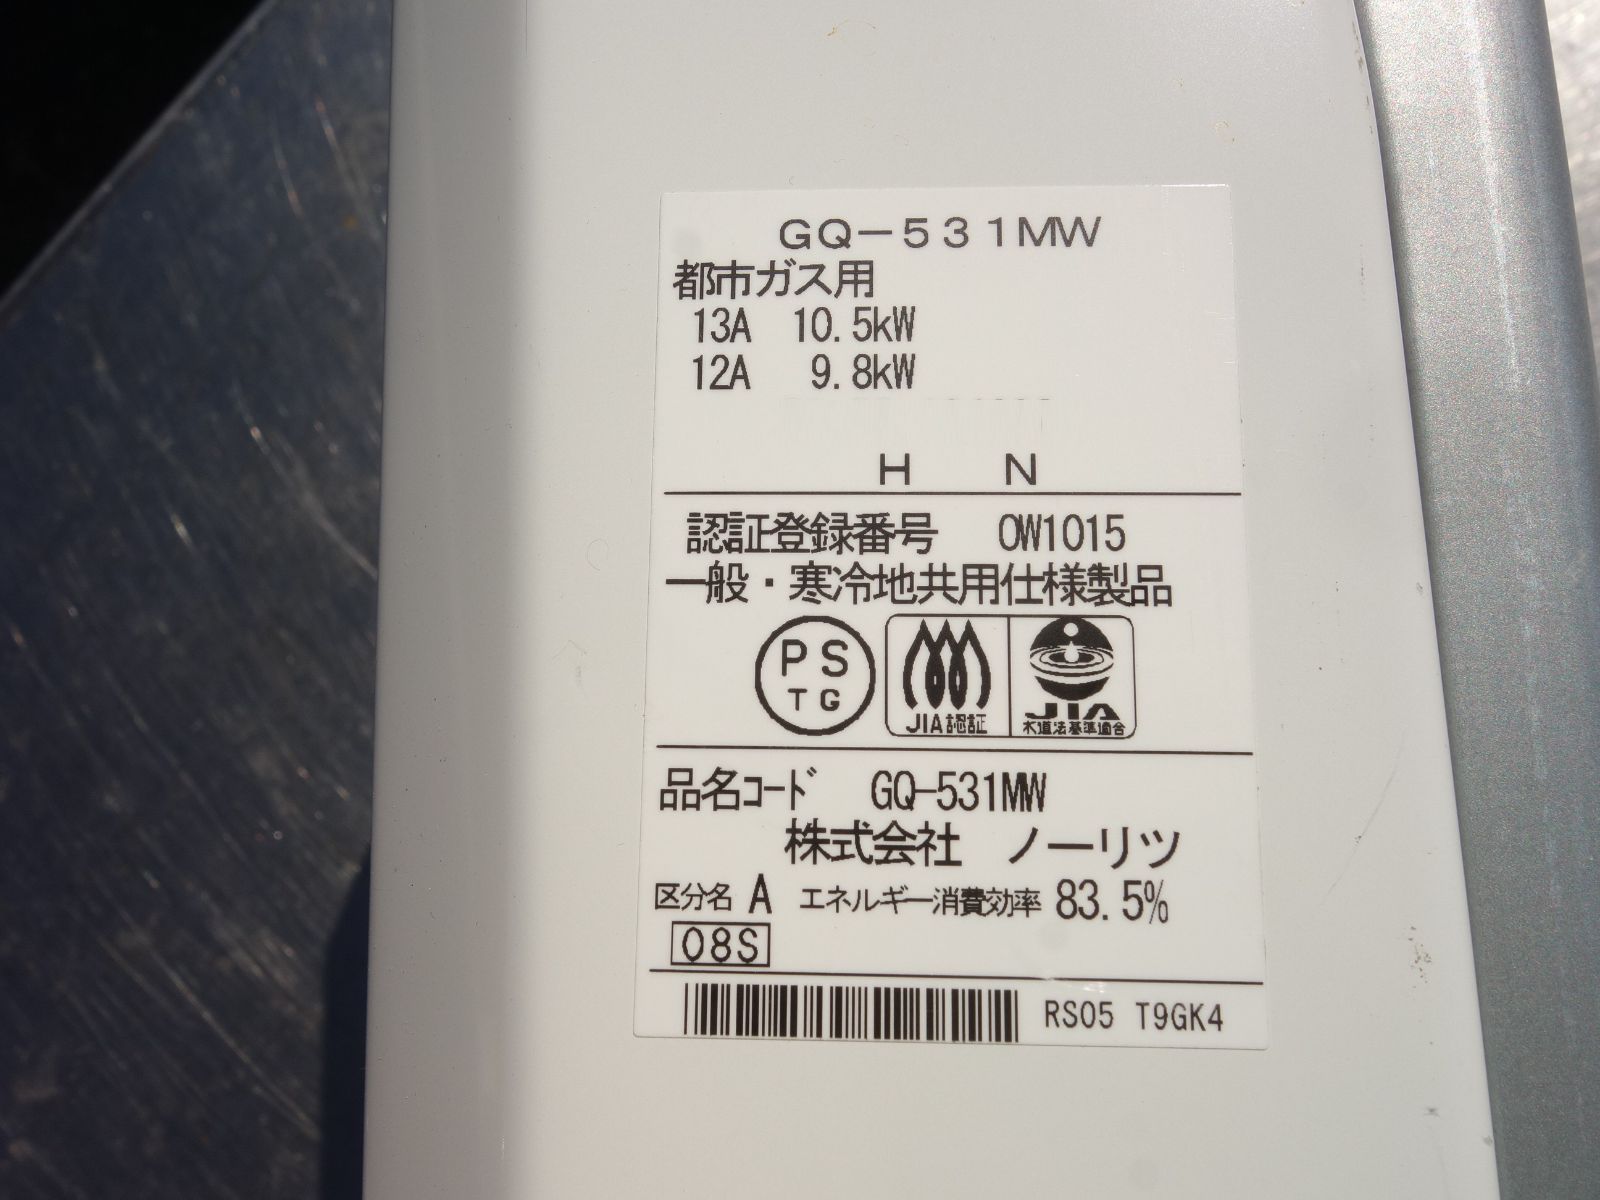 GQ-531MW
都市ガス用
13A 10.5kW
12A 9.8kW
H N
認証登録番号 OW1015
一般・寒冷地共用仕様製品
PS
TG
JIA認証
JIA
水道法基準適合
品名コード GQ-531MW
株式会社 ノーリツ
区分名 A エネルギー消費効率 83.5%
08S
RS05 T9GK4